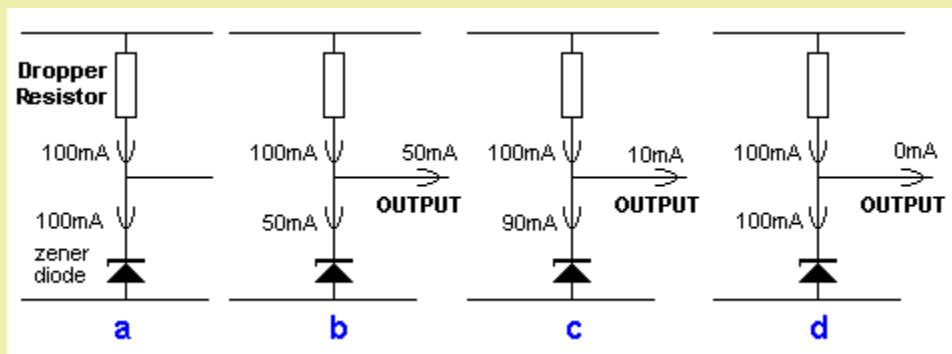 Dropper
Resistor
100mA
100mA
zener
diode
a
100mA
50mA
OUTPUT
50mA
b
100mA
10mA
OUTPUT
90mA
c
100mA
0mA
OUTPUT
100mA
d